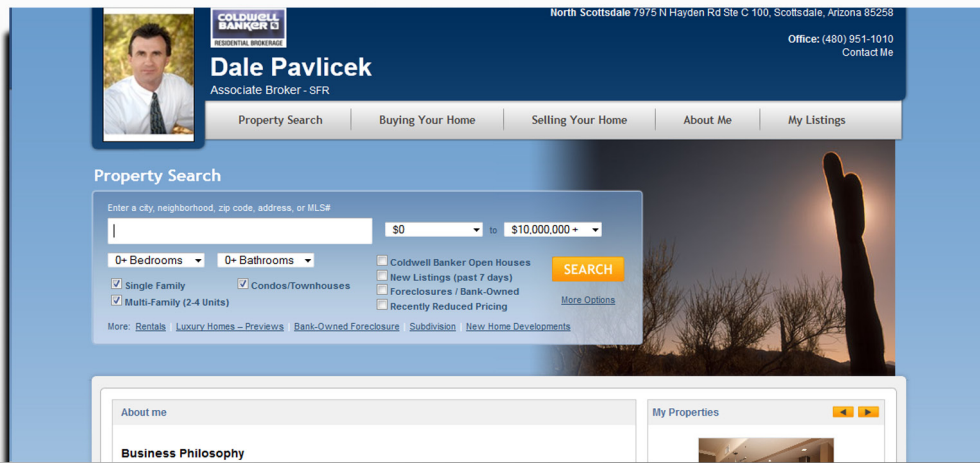 North Scottsdale 7975 N Hayden Rd Ste C 100, Scottsdale, Arizona 85258
COLDWELL
BANKER
RESIDENTIAL BROKERAGE
Office: (480) 951-1010
Contact Me
Dale Pavlicek
Associate Broker - SFR
Property Search
Buying Your Home
Selling Your Home
About Me
My Listings
Property Search
Enter a city, neighborhood, zip code, address, or MLS#
$0 to $10,000,000 +
0+ Bedrooms
0+ Bathrooms
Coldwell Banker Open Houses
New Listings (past 7 days)
Foreclosures / Bank-Owned
Recently Reduced Pricing
Single Family
Condos/Townhouses
Multi-Family (2-4 Units)
SEARCH
More Options
More: Rentals | Luxury Homes – Previews | Bank-Owned Foreclosure | Subdivision | New Home Developments
About me
My Properties
Business Philosophy